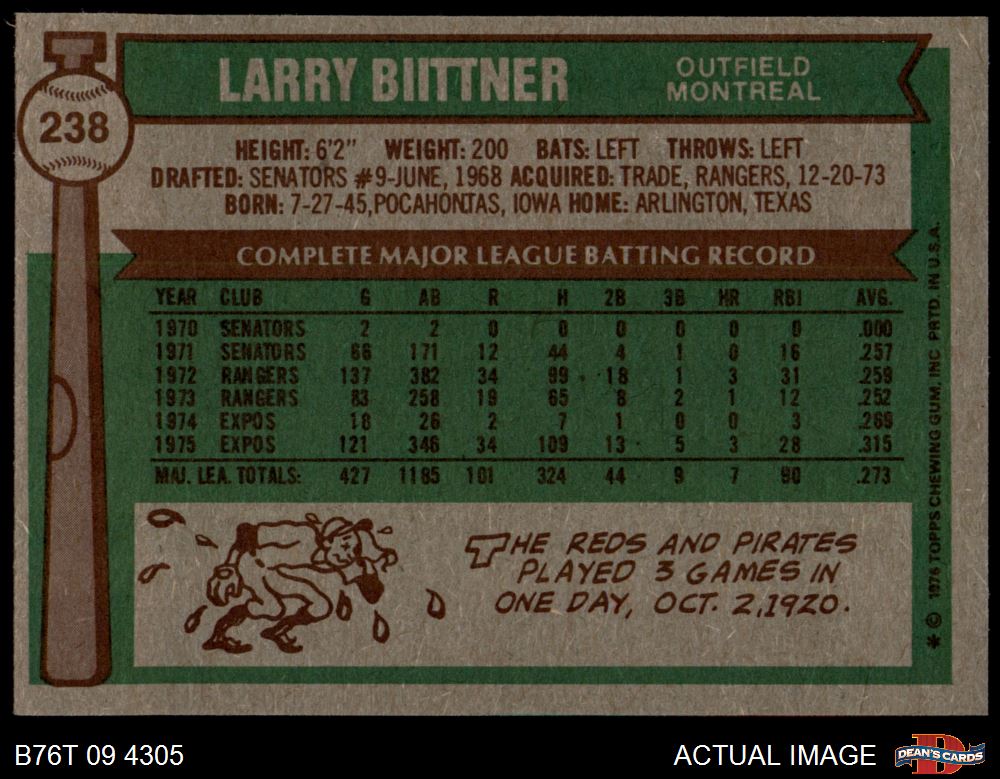 238
LARRY BIITTNER
OUTFIELD
MONTREAL
HEIGHT: 6'2" WEIGHT: 200 BATS: LEFT THROWS: LEFT
DRAFTED: SENATORS #9-JUNE, 1968 ACQUIRED: TRADE, RANGERS, 12-20-73
BORN: 7-27-45, POCAHONTAS, IOWA HOME: ARLINGTON, TEXAS
COMPLETE MAJOR LEAGUE BATTING RECORD
YEAR CLUB G AB R H 2B 3B HR RBI AVG.
1970 SENATORS 2 2 0 0 0 0 0 0 .000
1971 SENATORS 66 171 12 44 4 1 0 16 .257
1972 RANGERS 137 382 34 99 18 1 3 31 .259
1973 RANGERS 83 258 19 65 8 2 1 12 .252
1974 EXPOS 18 26 2 7 1 0 0 3 .269
1975 EXPOS 121 346 34 109 13 5 3 28 .315
MAJ. LEA. TOTALS: 427 1185 101 324 44 9 7 90 .273
THE REDS AND PIRATES
PLAYED 3 GAMES IN
ONE DAY, OCT. 2, 1920.
* © 1976 TOPPS CHEWING GUM, INC PRTD. IN U.S.A.
B76T 09 4305
ACTUAL IMAGE
DEAN'S CARDS